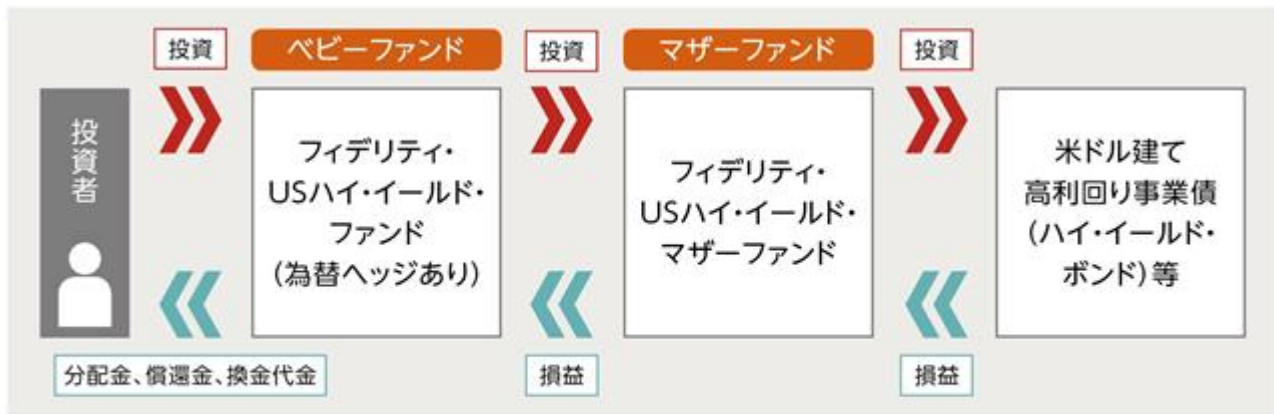 投資
ベビーファンド
投資
マザーファンド
投資
投資者
フィデリティ・
USハイ・イールド・
ファンド
(為替ヘッジあり)
フィデリティ・
USハイ・イールド・
マザーファンド
米ドル建て
高利回り事業債
(ハイ・イールド・
ボンド)等
分配金、償還金、換金代金
損益
損益